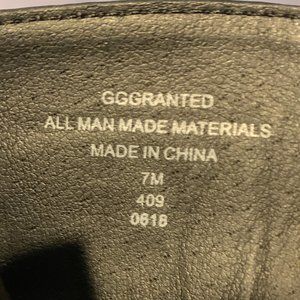 GGGRANTED
ALL MAN MADE MATERIALS
MADE IN CHINA
7M
409
0618